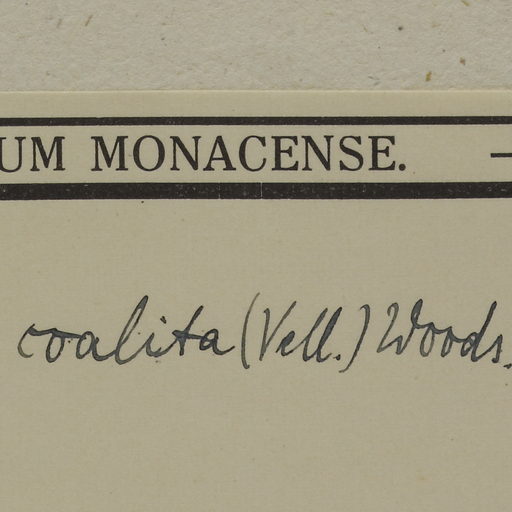 UM MONACENSE. —
coalita (Vell.) Woods.